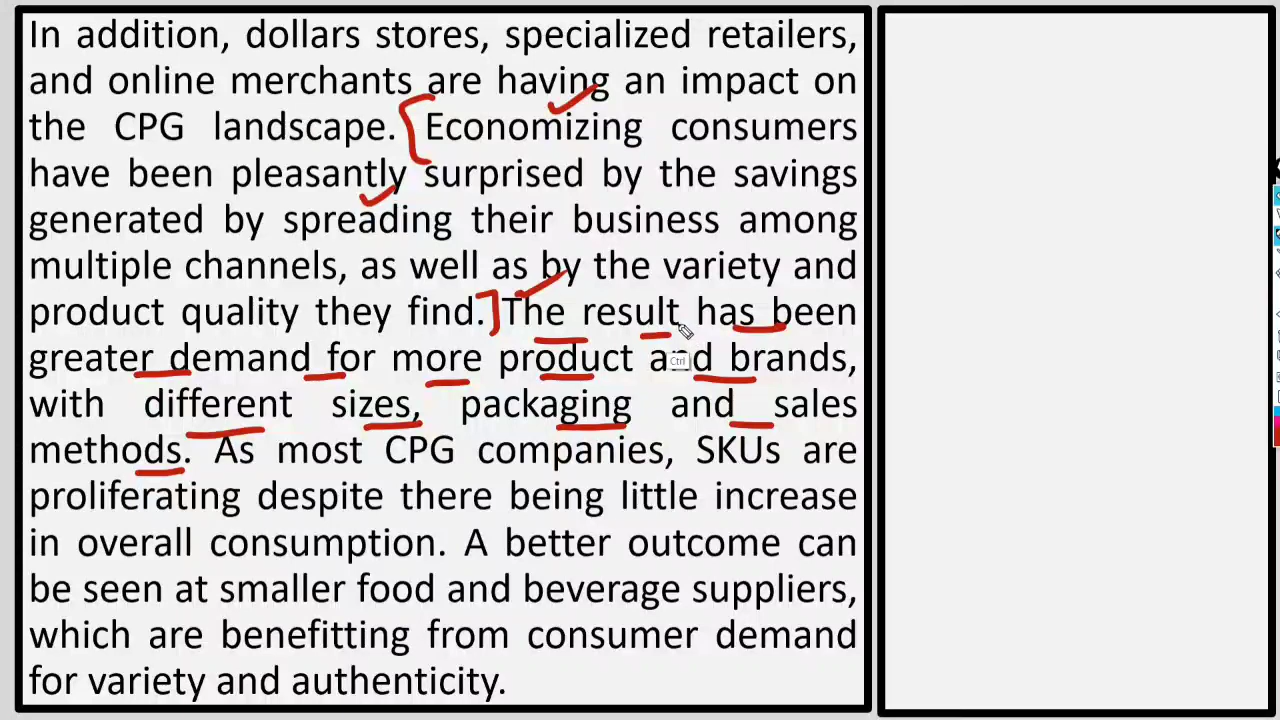 In addition, dollars stores, specialized retailers,
and online merchants are having an impact on
the CPG landscape. Economizing consumers
have been pleasantly surprised by the savings
generated by spreading their business among
multiple channels, as well as by the variety and
product quality they find. The result has been
greater demand for more product and brands,
with different sizes, packaging and sales
methods. As most CPG companies, SKUs are
proliferating despite there being little increase
in overall consumption. A better outcome can
be seen at smaller food and beverage suppliers,
which are benefitting from consumer demand
for variety and authenticity.
Ctrl